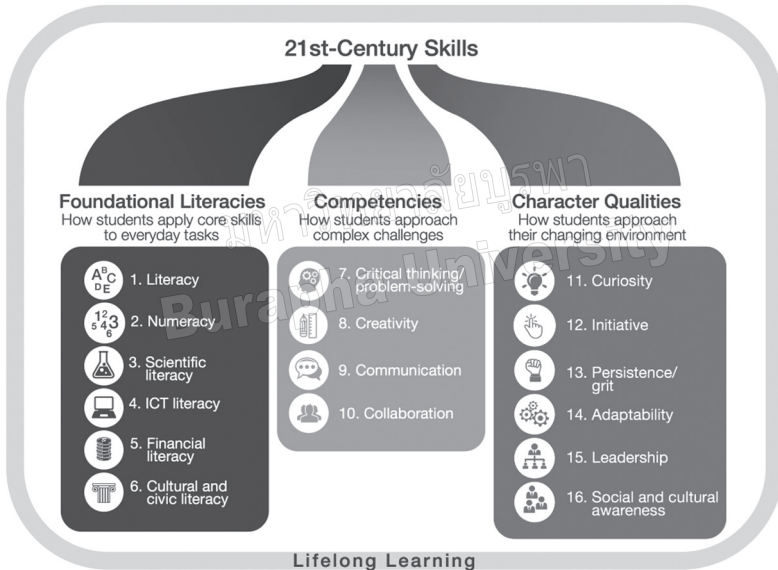 21st-Century Skills
Foundational Literacies
How students apply core skills
to everyday tasks
ABCDE
1. Literacy
123456
2. Numeracy
3. Scientific
literacy
4. ICT literacy
5. Financial
literacy
6. Cultural and
civic literacy
Competencies
How students approach
complex challenges
7. Critical thinking/
problem-solving
8. Creativity
9. Communication
10. Collaboration
Character Qualities
How students approach
their changing environment
11. Curiosity
12. Initiative
13. Persistence/
grit
14. Adaptability
15. Leadership
16. Social and cultural
awareness
Lifelong Learning
มหาวิทยาลัยบูรพา
Burapha University